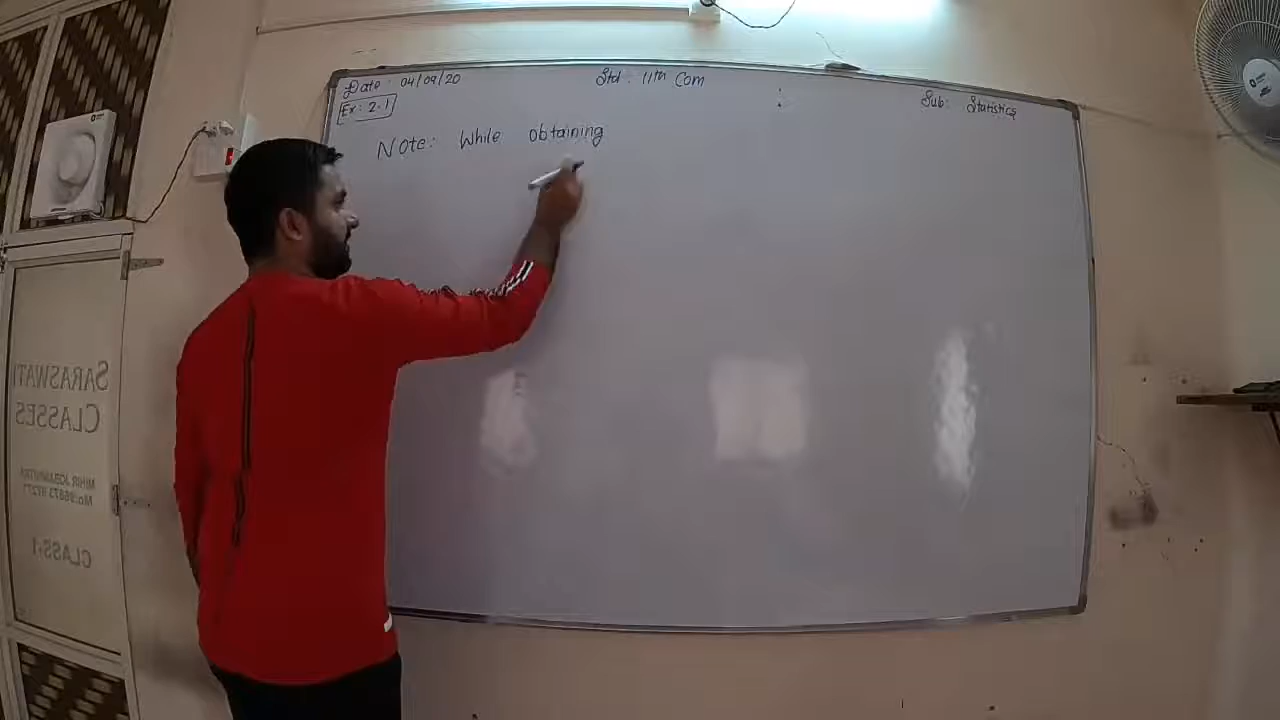 Date: 04/09/20
Std: 11th Com
Sub: Statistics
Ex: 2.1
Note: While obtaining
SARASWATI
CLASSES
CLASS-1